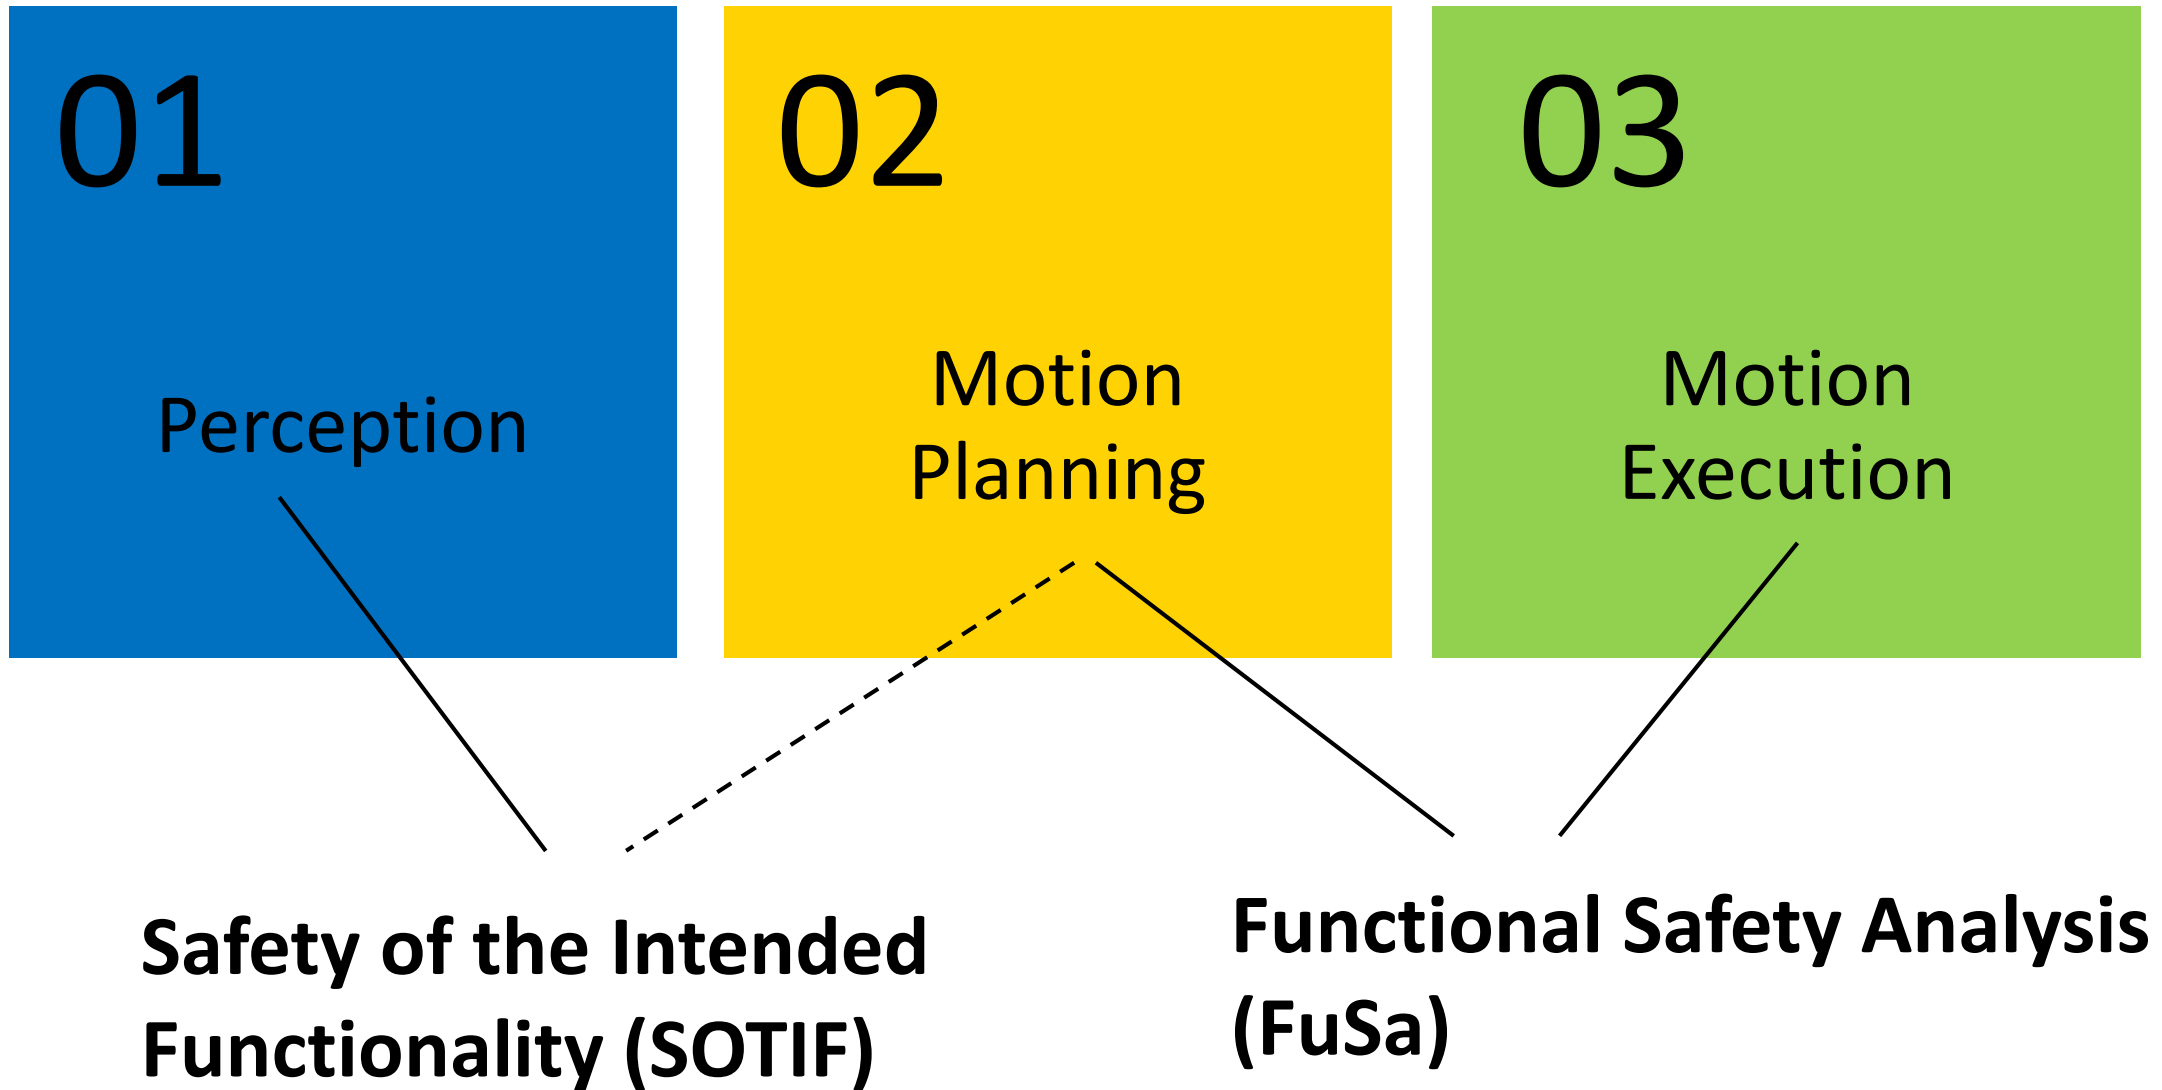 01
Perception
02
Motion
Planning
03
Motion
Execution
Safety of the Intended
Functionality (SOTIF)
Functional Safety Analysis
(FuSa)